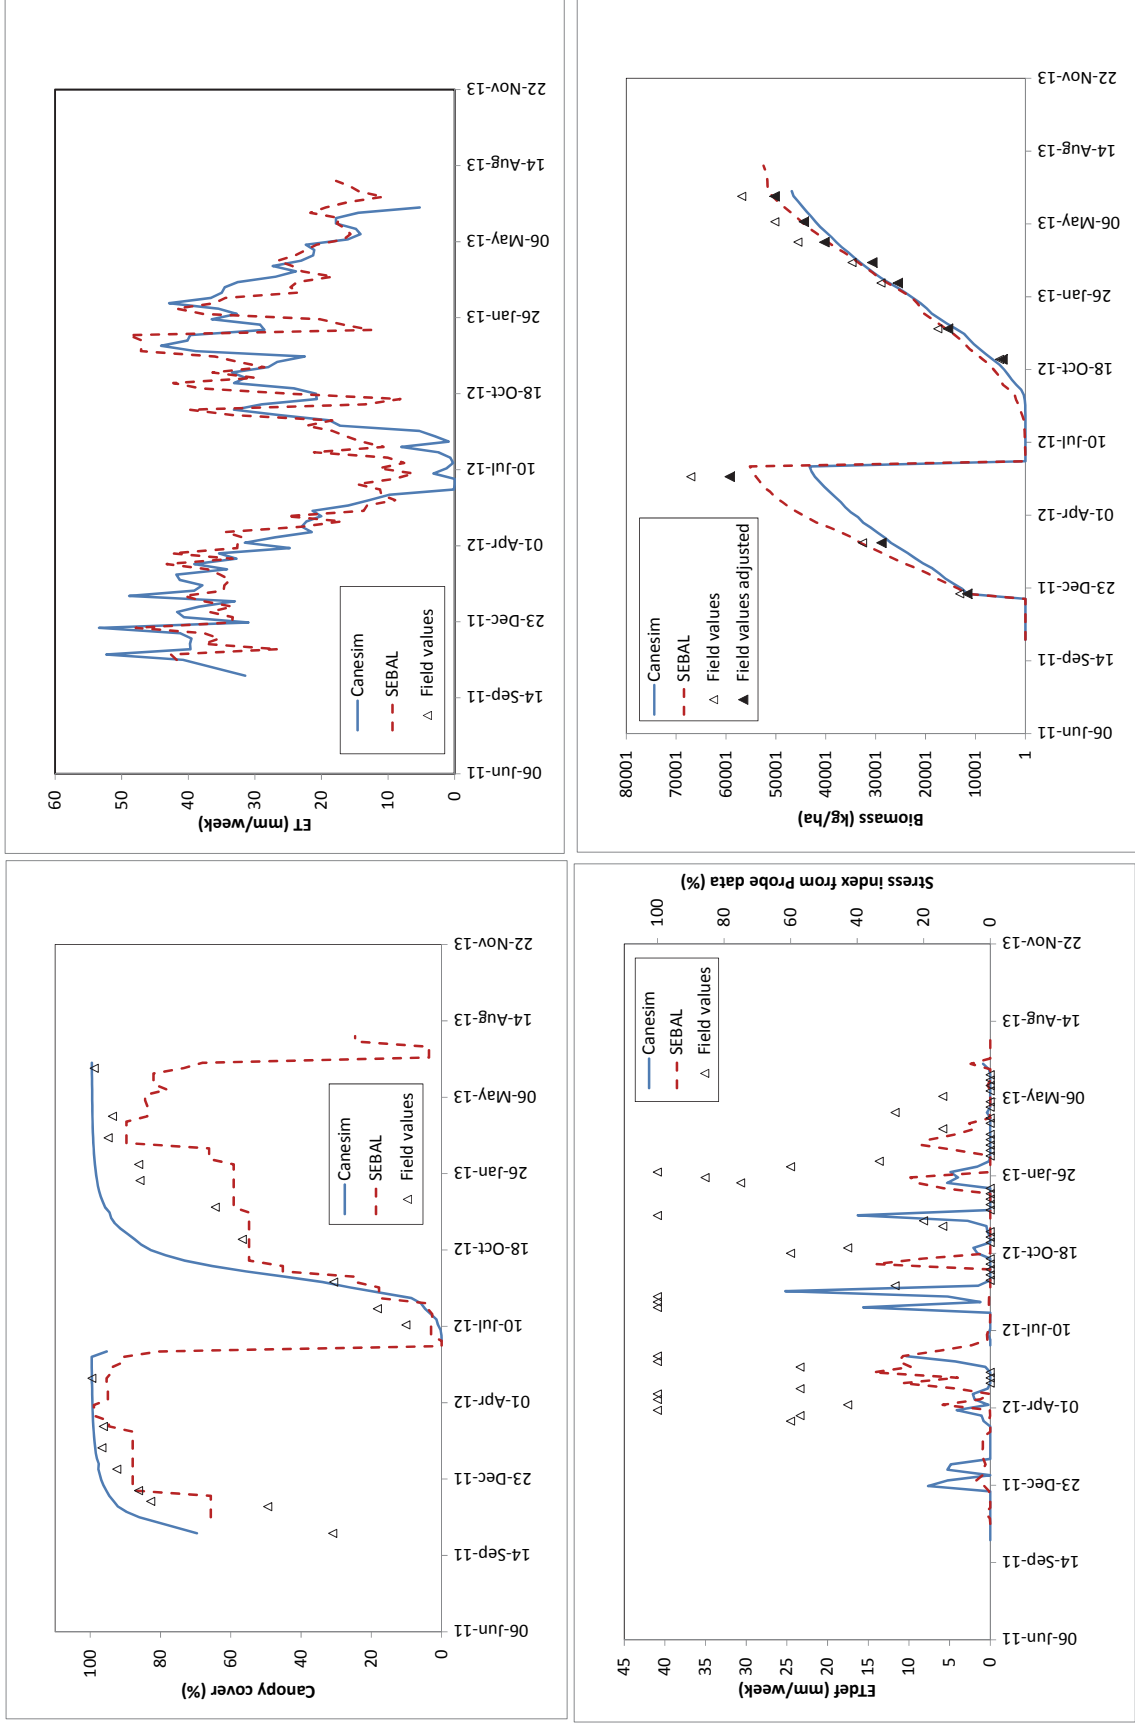 Canopy cover (%)
100
80
60
40
20
0
06-Jun-11
14-Sep-11
23-Dec-11
01-Apr-12
10-Jul-12
18-Oct-12
26-Jan-13
06-May-13
14-Aug-13
22-Nov-13
Canesim
SEBAL
Field values
ET (mm/week)
60
50
40
30
20
10
0
06-Jun-11
14-Sep-11
23-Dec-11
01-Apr-12
10-Jul-12
18-Oct-12
26-Jan-13
06-May-13
14-Aug-13
22-Nov-13
Canesim
SEBAL
Field values
ETdef (mm/week)
45
40
35
30
25
20
15
10
5
0
06-Jun-11
14-Sep-11
23-Dec-11
01-Apr-12
10-Jul-12
18-Oct-12
26-Jan-13
06-May-13
14-Aug-13
22-Nov-13
Canesim
SEBAL
Field values
100
80
60
40
20
0
Stress index from Probe data (%)
Biomass (kg/ha)
80001
70001
60001
50001
40001
30001
20001
10001
1
06-Jun-11
14-Sep-11
23-Dec-11
01-Apr-12
10-Jul-12
18-Oct-12
26-Jan-13
06-May-13
14-Aug-13
22-Nov-13
Canesim
SEBAL
Field values
Field values adjusted